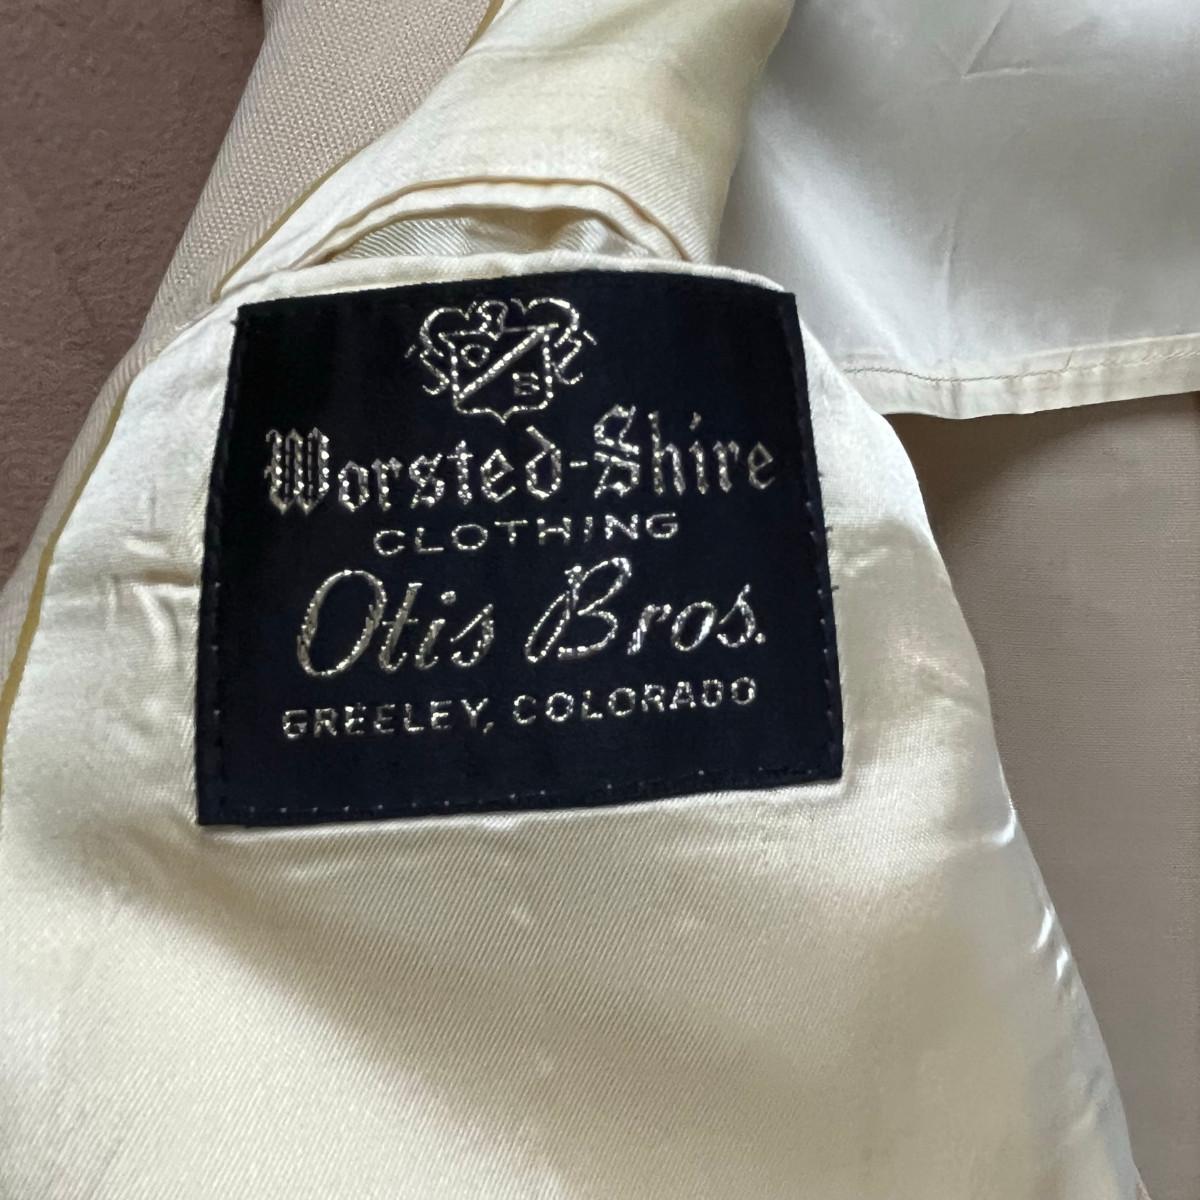 O B
Worsted-Shire
CLOTHING
Otis Bros.
GREELEY, COLORADO